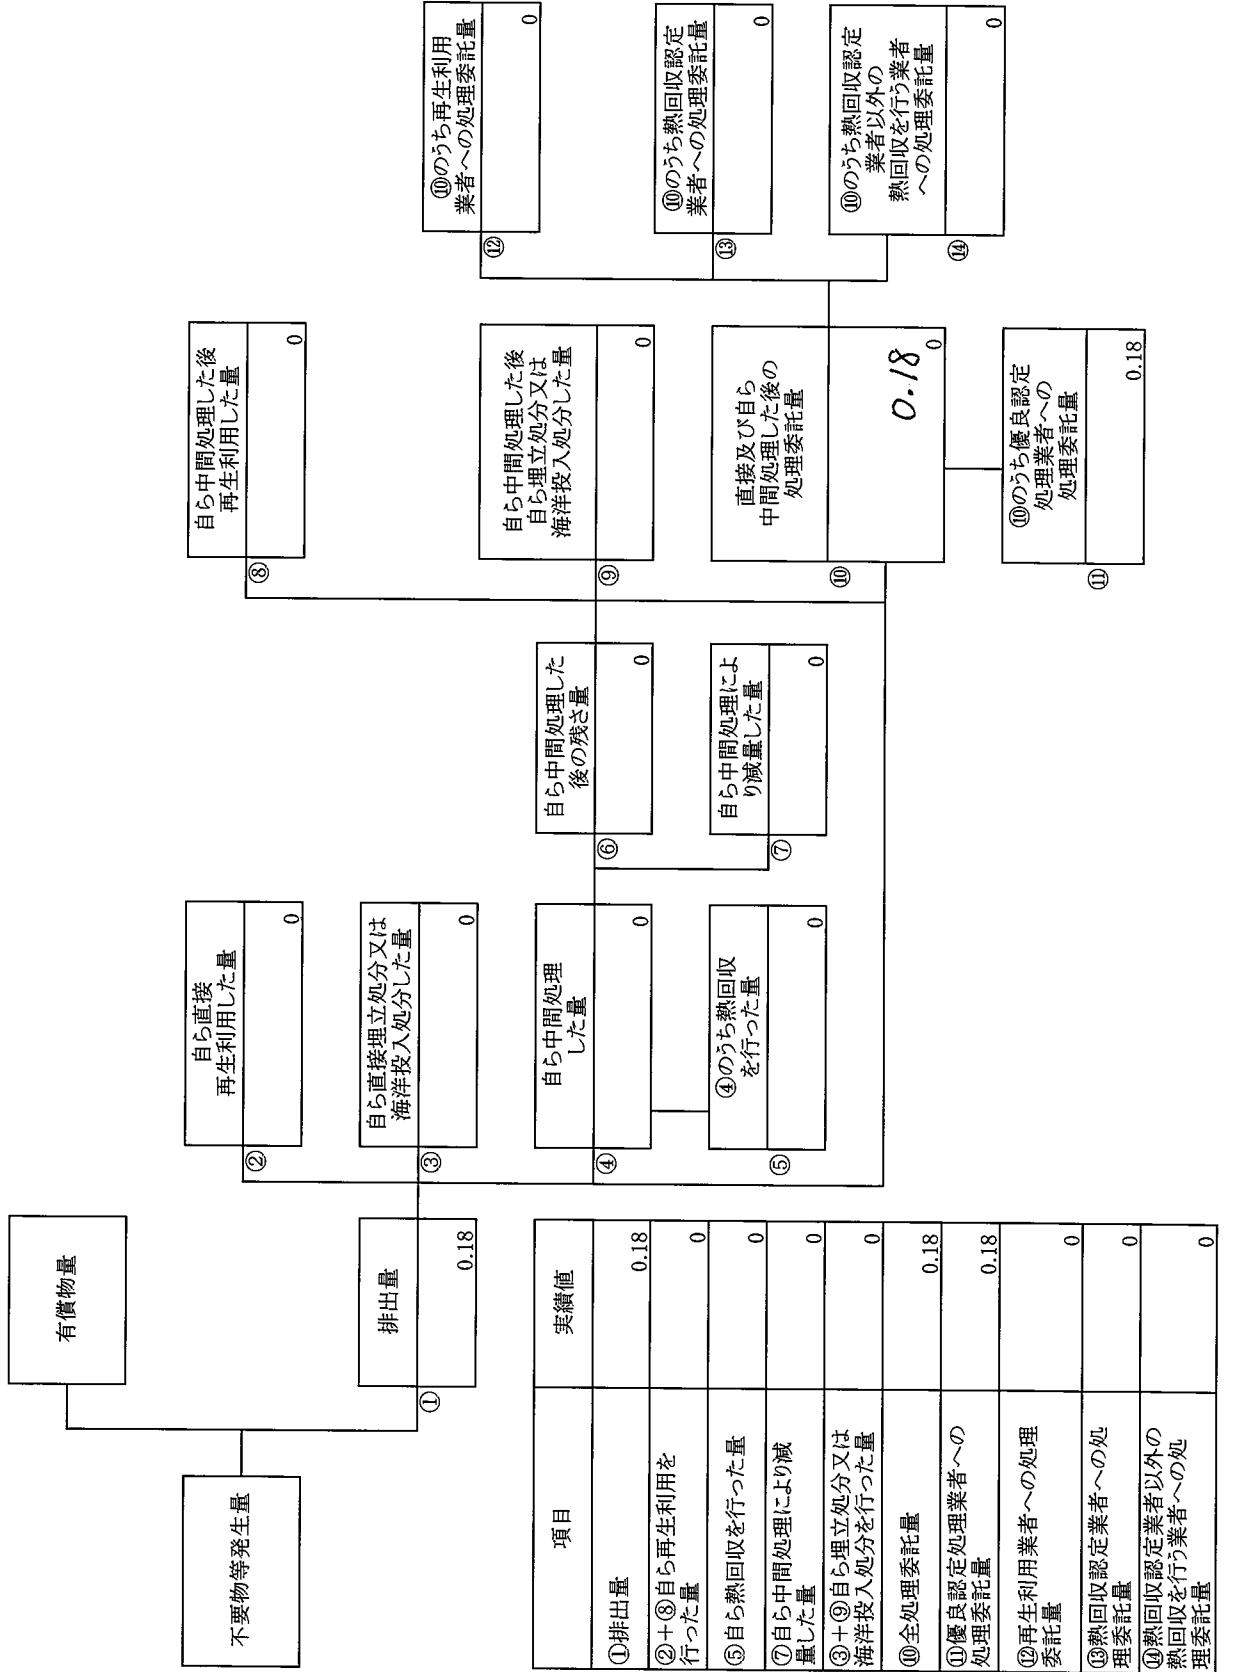 有償物量
不要物等発生量
排出量
①
0.18
自ら直接
再生利用した量
②
0
自ら直接埋立処分又は
海洋投入処分した量
③
0
自ら中間処理
した量
④
0
④のうち熱回収
を行った量
⑤
0
自ら中間処理した
後の残さ量
⑥
0
自ら中間処理によ
り減量した量
⑦
0
自ら中間処理した後
再生利用した量
⑧
0
自ら中間処理した後
自ら埋立処分又は
海洋投入処分した量
⑨
0
直接及び自ら
中間処理した後の
処理委託量
⑩
0.18
0
⑩のうち優良認定
処理業者への
処理委託量
⑪
0.18
⑩のうち再生利用
業者への処理委託量
⑫
0
⑩のうち熱回収認定
業者への処理委託量
⑬
0
⑩のうち熱回収認定
業者以外の
熱回収を行う業者
への処理委託量
⑭
0
項目 実績値
①排出量 0.18
②+⑧自ら再生利用を
行った量 0
⑤自ら熱回収を行った量 0
⑦自ら中間処理により減
量した量 0
③+⑨自ら埋立処分又は
海洋投入処分を行った量 0
⑩全処理委託量 0.18
⑪優良認定処理業者への
処理委託量 0.18
⑫再生利用業者への処理
委託量 0
⑬熱回収認定業者への処
理委託量 0
⑭熱回収認定業者以外の
熱回収を行う業者への処
理委託量 0